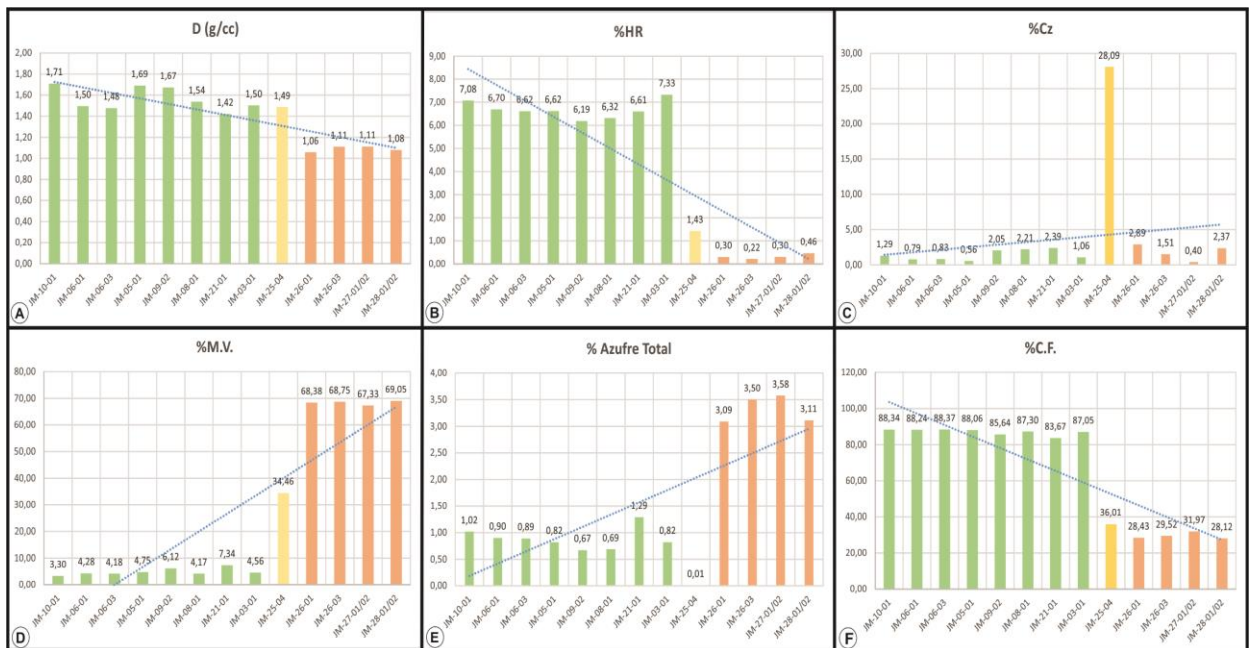 D (g/cc)
2,00
1,80
1,60
1,40
1,20
1,00
0,80
0,60
0,40
0,20
0,00
1,71
1,50
1,48
1,69
1,67
1,54
1,42
1,50
1,49
1,06
1,11
1,11
1,08
JM-10-01
JM-06-01
JM-06-03
JM-05-01
JM-09-02
JM-08-01
JM-21-01
JM-03-01
JM-25-04
JM-26-01
JM-26-03
JM-27-01/02
JM-28-01/02
A
%HR
9,00
8,00
7,00
6,00
5,00
4,00
3,00
2,00
1,00
0,00
7,08
6,70
6,62
6,62
6,19
6,32
6,61
7,33
1,43
0,30
0,22
0,30
0,46
JM-10-01
JM-06-01
JM-06-03
JM-05-01
JM-09-02
JM-08-01
JM-21-01
JM-03-01
JM-25-04
JM-26-01
JM-26-03
JM-27-01/02
JM-28-01/02
B
%Cz
30,00
25,00
20,00
15,00
10,00
5,00
0,00
1,29
0,79
0,83
0,56
2,05
2,21
2,39
1,06
28,09
2,89
1,51
0,40
2,37
JM-10-01
JM-06-01
JM-06-03
JM-05-01
JM-09-02
JM-08-01
JM-21-01
JM-03-01
JM-25-04
JM-26-01
JM-26-03
JM-27-01/02
JM-28-01/02
C
%M.V.
80,00
70,00
60,00
50,00
40,00
30,00
20,00
10,00
0,00
3,30
4,28
4,18
4,75
6,12
4,17
7,34
4,56
34,46
68,38
68,75
67,33
69,05
JM-10-01
JM-06-01
JM-06-03
JM-05-01
JM-09-02
JM-08-01
JM-21-01
JM-03-01
JM-25-04
JM-26-01
JM-26-03
JM-27-01/02
JM-28-01/02
D
% Azufre Total
4,00
3,50
3,00
2,50
2,00
1,50
1,00
0,50
0,00
1,02
0,90
0,89
0,82
0,67
0,69
1,29
0,82
0,01
3,09
3,50
3,58
3,11
JM-10-01
JM-06-01
JM-06-03
JM-05-01
JM-09-02
JM-08-01
JM-21-01
JM-03-01
JM-25-04
JM-26-01
JM-26-03
JM-27-01/02
JM-28-01/02
E
%C.F.
120,00
100,00
80,00
60,00
40,00
20,00
0,00
88,34
88,24
88,37
88,06
85,64
87,30
83,67
87,05
36,01
28,43
29,52
31,97
28,12
JM-10-01
JM-06-01
JM-06-03
JM-05-01
JM-09-02
JM-08-01
JM-21-01
JM-03-01
JM-25-04
JM-26-01
JM-26-03
JM-27-01/02
JM-28-01/02
F